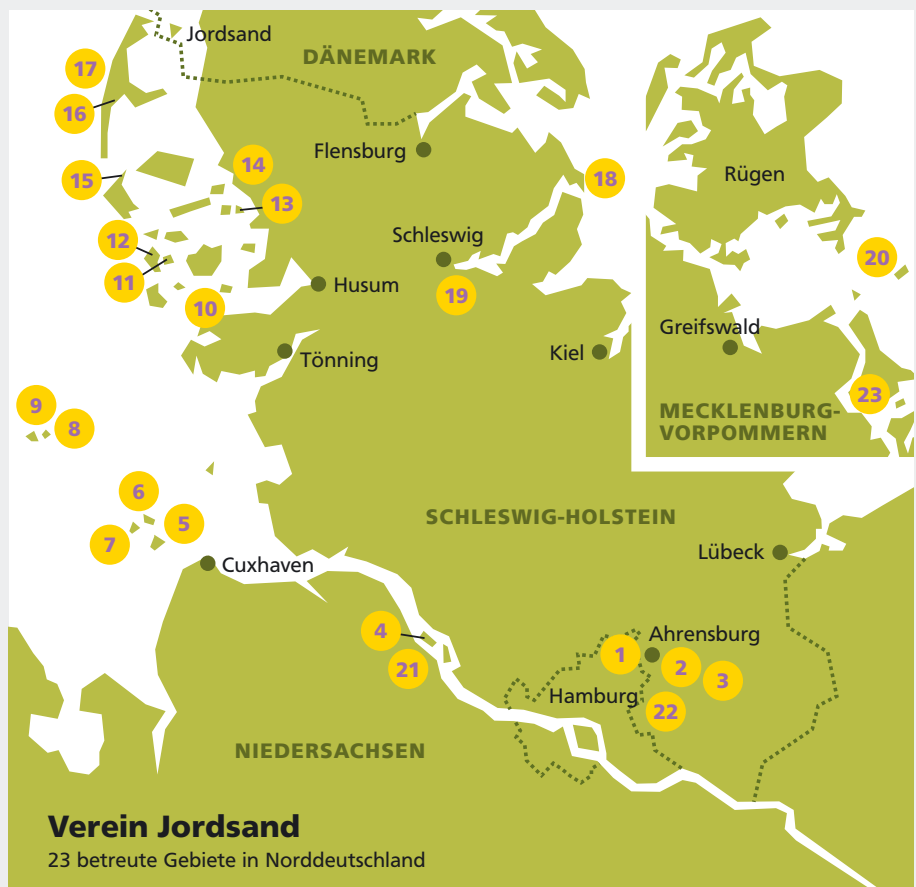 Jordsand
DÄNEMARK
17
16
Flensburg
14
15
13
18
Rügen
12
Schleswig
11
20
Husum
19
10
Greifswald
Tönning
Kiel
9
8
23
MECKLENBURG-
VORPOMMERN
6
5
7
SCHLESWIG-HOLSTEIN
Lübeck
Cuxhaven
4
21
Ahrensburg
1
2
3
Hamburg
22
NIEDERSACHSEN
Verein Jordsand
23 betreute Gebiete in Norddeutschland